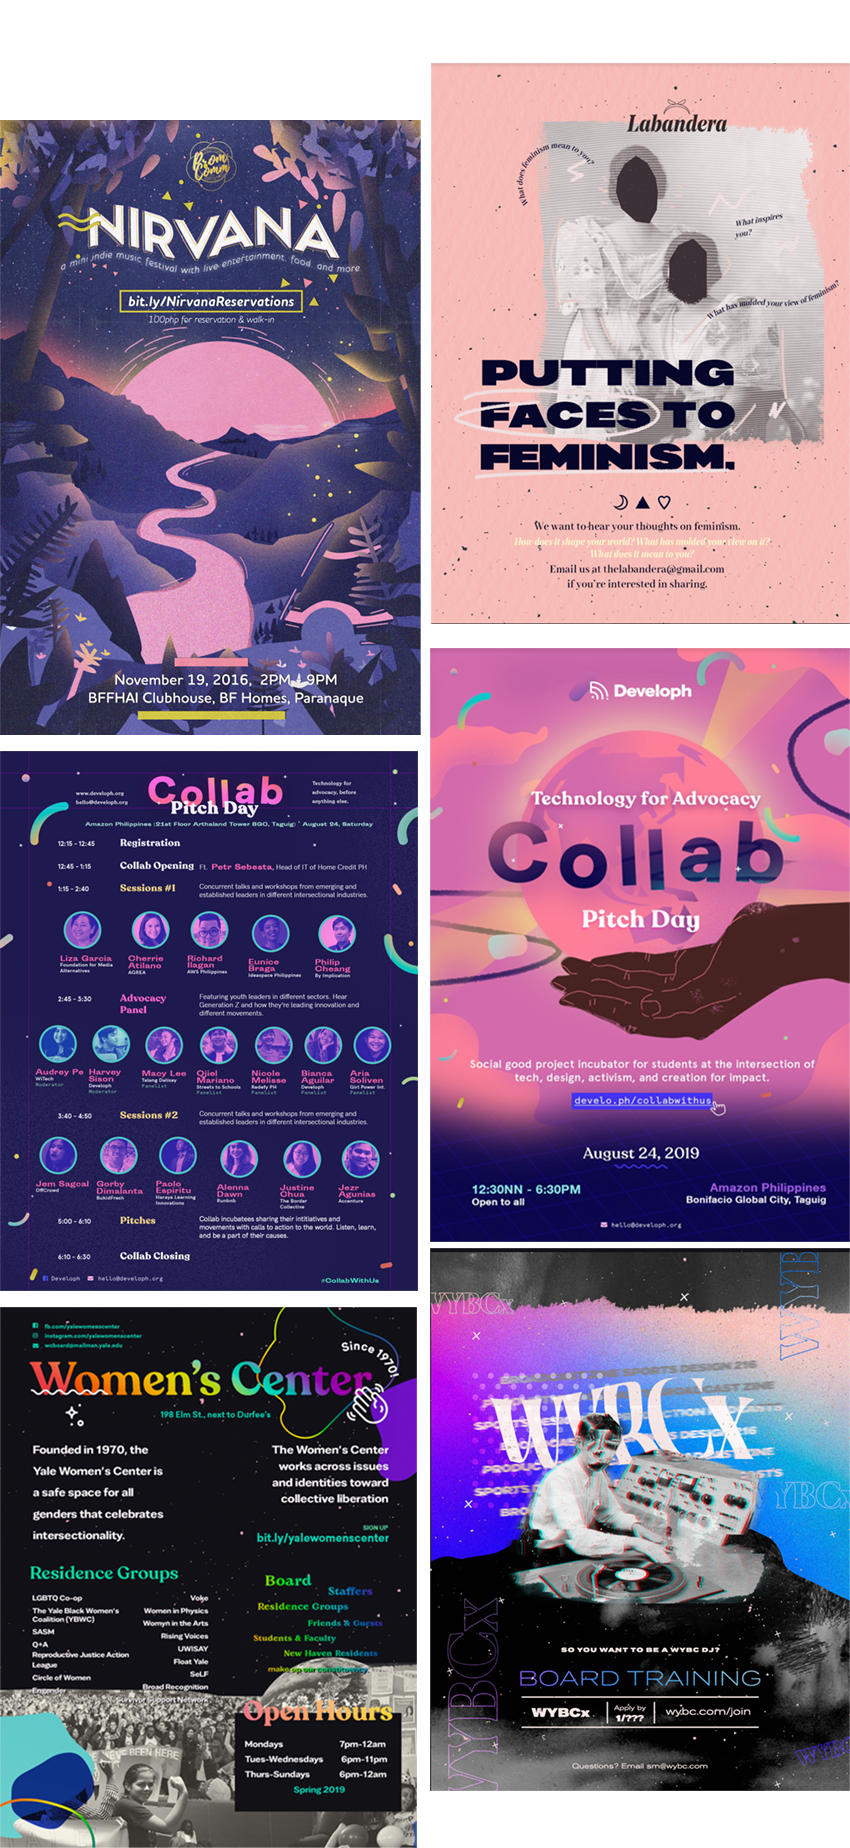 Prom
Comm
NIRVANA
a mini indie music festival with live entertainment, food, and more
bit.ly/NirvanaReservations
100php for reservation & walk-in
November 19, 2016, 2PM - 9PM
BFFHAI Clubhouse, BF Homes, Paranaque
Labandera
What does feminism mean to you?
What inspires
you?
What has molded your view of feminism?
PUTTING
FACES TO
FEMINISM.
We want to hear your thoughts on feminism.
How does it shape your world? What has molded your view on it?
What does it mean to you?
Email us at thelabandera@gmail.com
if you're interested in sharing.
www.developh.org
hello@developh.org
Collab
Pitch Day
Technology for
advocacy, before
anything else.
Amazon Philippines (21st Floor Arthaland Tower BGC, Taguig) * August 24, Saturday
12:15 - 12:45 Registration
12:45 - 1:15 Collab Opening Ft. Petr Sebesta, Head of IT of Home Credit PH
1:15 - 2:40 Sessions #1 Concurrent talks and workshops from emerging and
established leaders in different intersectional industries.
Liza Garcia
Foundation for Media
Alternatives
Cherrie
Atilano
AGREA
Richard
Ilagan
AWS Philippines
Eunice
Braga
Ideaspace Philippines
Philip
Cheang
By Implication
2:45 - 3:30 Advocacy
Panel
Featuring youth leaders in different sectors. Hear
Generation Z and how they're leading innovation and
different movements.
Audrey Pe
WiTech
Moderator
Harvey
Sison
Developh
Moderator
Macy Lee
Talang Dalisay
Panelist
Qjiel
Mariano
Streets to Schools
Panelist
Nicole
Melisse
Redefy PH
Panelist
Bianca
Aguilar
Developh
Panelist
Aria
Soliven
Girl Power Int.
Panelist
3:40 - 4:50 Sessions #2 Concurrent talks and workshops from emerging and
established leaders in different intersectional industries.
Jem Sagcal
OffCrowd
Gorby
Dimalanta
BukidFresh
Paolo
Espiritu
Haraya Learning
Innovations
Alenna
Dawn
Runbnb
Justine
Chua
The Border
Collective
Jezr
Agunias
Accenture
5:00 - 6:10 Pitches Collab incubatees sharing their intitiatives and
movements with calls to action to the world. Listen, learn,
and be a part of their causes.
6:10 - 6:30 Collab Closing
Developh hello@developh.org #CollabWithUs
Developh
Technology for Advocacy
Collab
Pitch Day
Social good project incubator for students at the intersection of
tech, design, activism, and creation for impact.
develo.ph/collabwithus
August 24, 2019
12:30NN - 6:30PM
Open to all
Amazon Philippines
Bonifacio Global City, Taguig
hello@developh.org
fb.com/yalewomenscenter
instagram.com/yalewomenscenter
wcboard@mailman.yale.edu
Since 1970!
Women's Center
198 Elm St., next to Durfee's
Founded in 1970, the
Yale Women's Center is
a safe space for all
genders that celebrates
intersectionality.
The Women's Center
works across issues
and identities toward
collective liberation
SIGN UP
bit.ly/yalewomenscenter
Residence Groups
LGBTQ Co-op
The Yale Black Women's
Coalition (YBWC)
SASM
Q+A
Reproductive Justice Action
League
Circle of Women
Engender
Voke
Women in Physics
Womyn in the Arts
Rising Voices
UWISAY
Float Yale
SeLF
Broad Recognition
Survivor Support Network
Board
Staffers
Residence Groups
Friends & Guests
Students & Faculty
New Haven Residents
make up our constituency.
Open Hours
Mondays 7pm-12am
Tues-Wednesdays 6pm-11pm
Thurs-Sundays 6pm-12am
Spring 2019
WYBCx
WYB
SPORTS DESIGN 216
WYBCx
YBCx
WYBCx
SO YOU WANT TO BE A WYBC DJ?
BOARD TRAINING
WYBCx
Apply by
1/???
wybc.com/join
Questions? Email sm@wybc.com